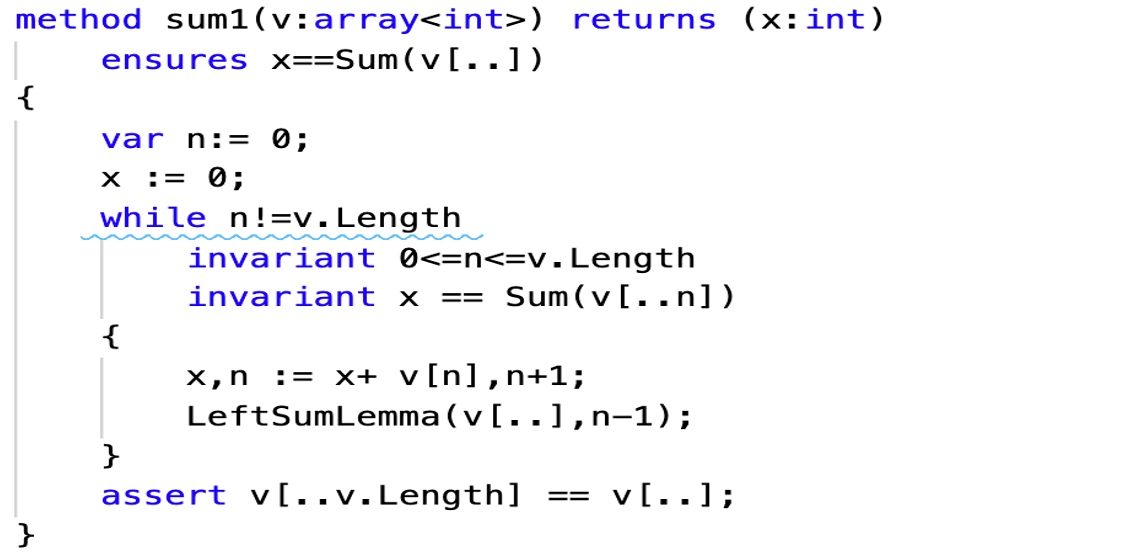 method sum1(v:array<int>) returns (x:int)
ensures x==Sum(v[..])
{
var n:= 0;
x := 0;
while n!=v.Length
invariant 0<=n<=v.Length
invariant x == Sum(v[..n])
{
x,n := x+ v[n],n+1;
LeftSumLemma(v[..],n-1);
}
assert v[..v.Length] == v[..];
}